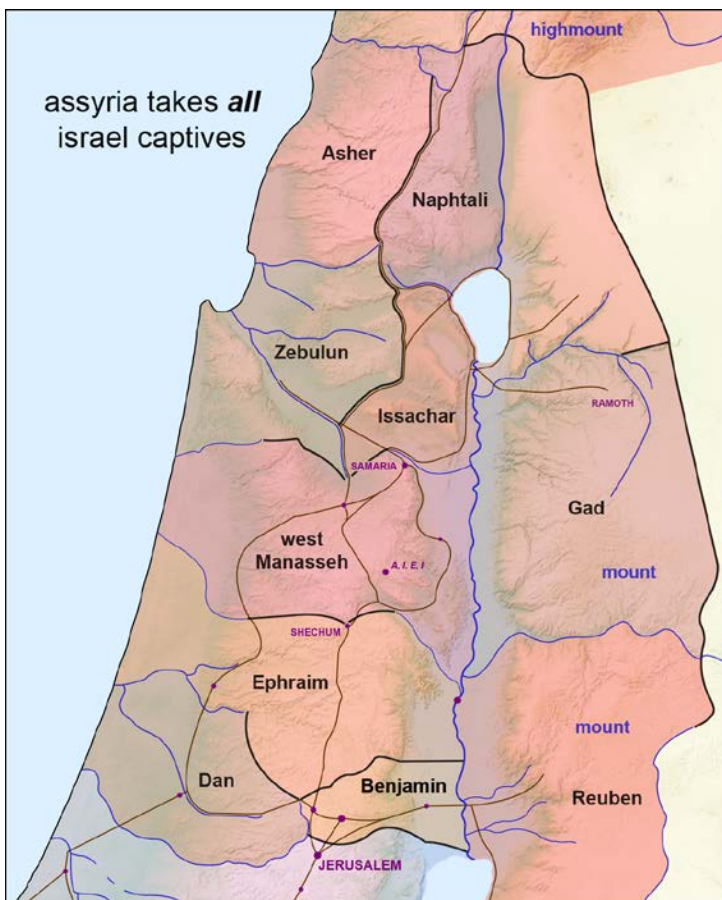 highmount
assyria takes all
israel captives
Asher
Naphtali
Zebulun
Issachar
RAMOTH
SAMARIA
Gad
west
Manasseh
A. I. E. I
mount
SHECHUM
Ephraim
mount
Dan
Benjamin
Reuben
JERUSALEM